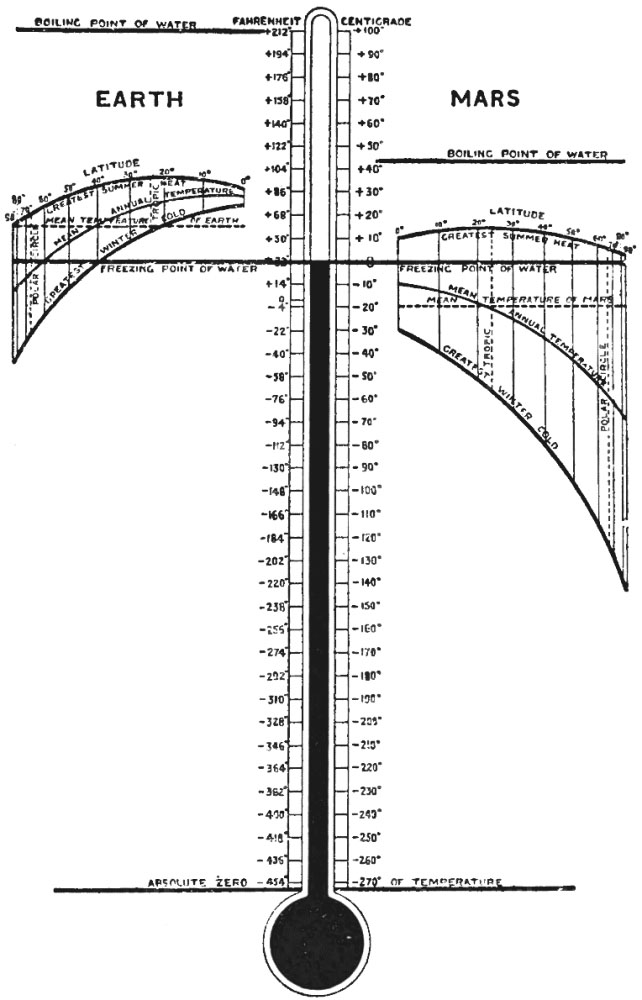 BOILING POINT OF WATER
FAHRENHEIT CENTIGRADE
+212° +100°
+194 +90°
+176 +80°
EARTH MARS
+158 +70°
+140 +60°
+122 +50°
BOILING POINT OF WATER
+104 +40°
+86 +30°
+68 +20°
+50 +10°
32 0
+14 -10°
0
-4 -20°
-22 -30°
-40 -40°
-58° -50°
-76° -60°
-94° -70°
-112° -80°
-130° -90°
-148° -100°
-166° -110°
-184° -120°
-202° -130°
-220° -140°
-238° -150°
-256° -160°
-274° -170°
-292° -180°
-310° -190°
-328° -200°
-346° -210°
-364° -220°
-382° -230°
-400° -240°
-418° -250°
-436° -260°
ABSOLUTE ZERO -454° -270° OF TEMPERATURE
LATITUDE
80° 70° 60° 50° 40° 30° 20° 10° 0°
GREATEST SUMMER HEAT
MEAN ANNUAL TEMPERATURE
MEAN TEMPERATURE OF EARTH
GREATEST WINTER COLD
POLAR CIRCLE
TROPIC
FREEZING POINT OF WATER
LATITUDE
0° 10° 20° 30° 40° 50° 60° 70° 80° 90°
GREATEST SUMMER HEAT
FREEZING POINT OF WATER
MEAN ANNUAL TEMPERATURE
MEAN TEMPERATURE OF MARS
TROPIC
POLAR CIRCLE
GREATEST WINTER COLD